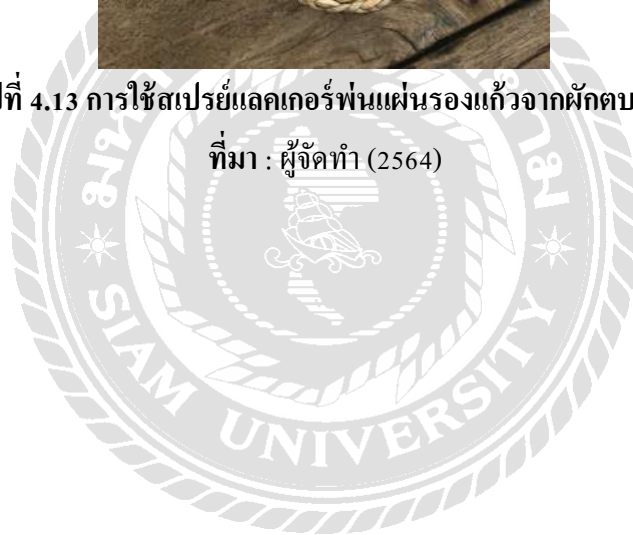 ที่ 4.13 การใช้สเปรย์แลคเกอร์พ่นแผ่นรองแก้วจากผักตบ
ที่มา : ผู้จัดทำ (2564)
SIAM UNIVERSITY